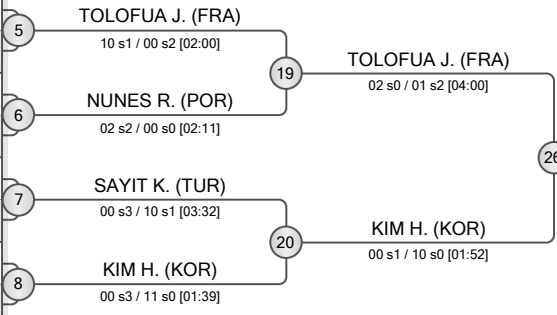 5
TOLOFUA J. (FRA)
10 s1 / 00 s2 [02:00]
19
TOLOFUA J. (FRA)
02 s0 / 01 s2 [04:00]
6
NUNES R. (POR)
02 s2 / 00 s0 [02:11]
26
7
SAYIT K. (TUR)
00 s3 / 10 s1 [03:32]
20
KIM H. (KOR)
00 s1 / 10 s0 [01:52]
8
KIM H. (KOR)
00 s3 / 11 s0 [01:39]